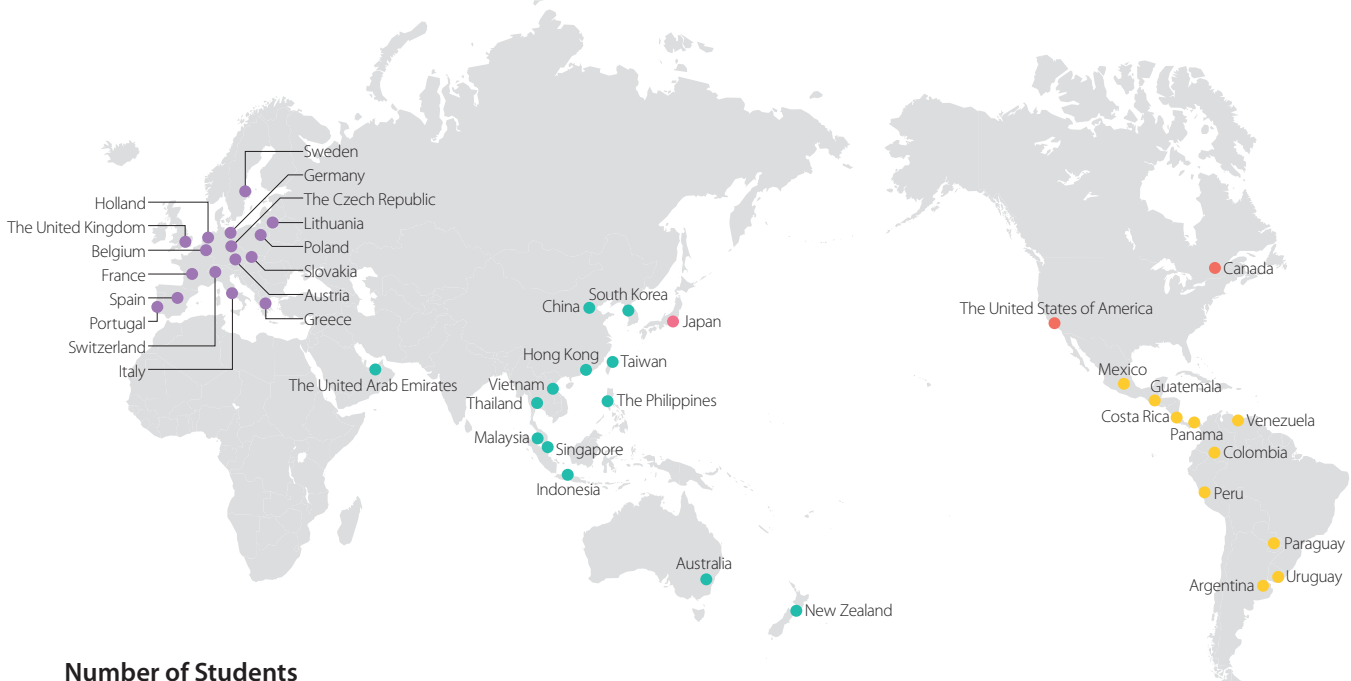 Sweden
Germany
The Czech Republic
Lithuania
Poland
Slovakia
Austria
Greece
Holland
The United Kingdom
Belgium
France
Spain
Portugal
Switzerland
Italy
The United Arab Emirates
China
South Korea
Japan
Hong Kong
Taiwan
Vietnam
Thailand
The Philippines
Malaysia
Singapore
Indonesia
Australia
New Zealand
Canada
The United States of America
Mexico
Guatemala
Costa Rica
Panama
Venezuela
Colombia
Peru
Paraguay
Uruguay
Argentina
Number of Students